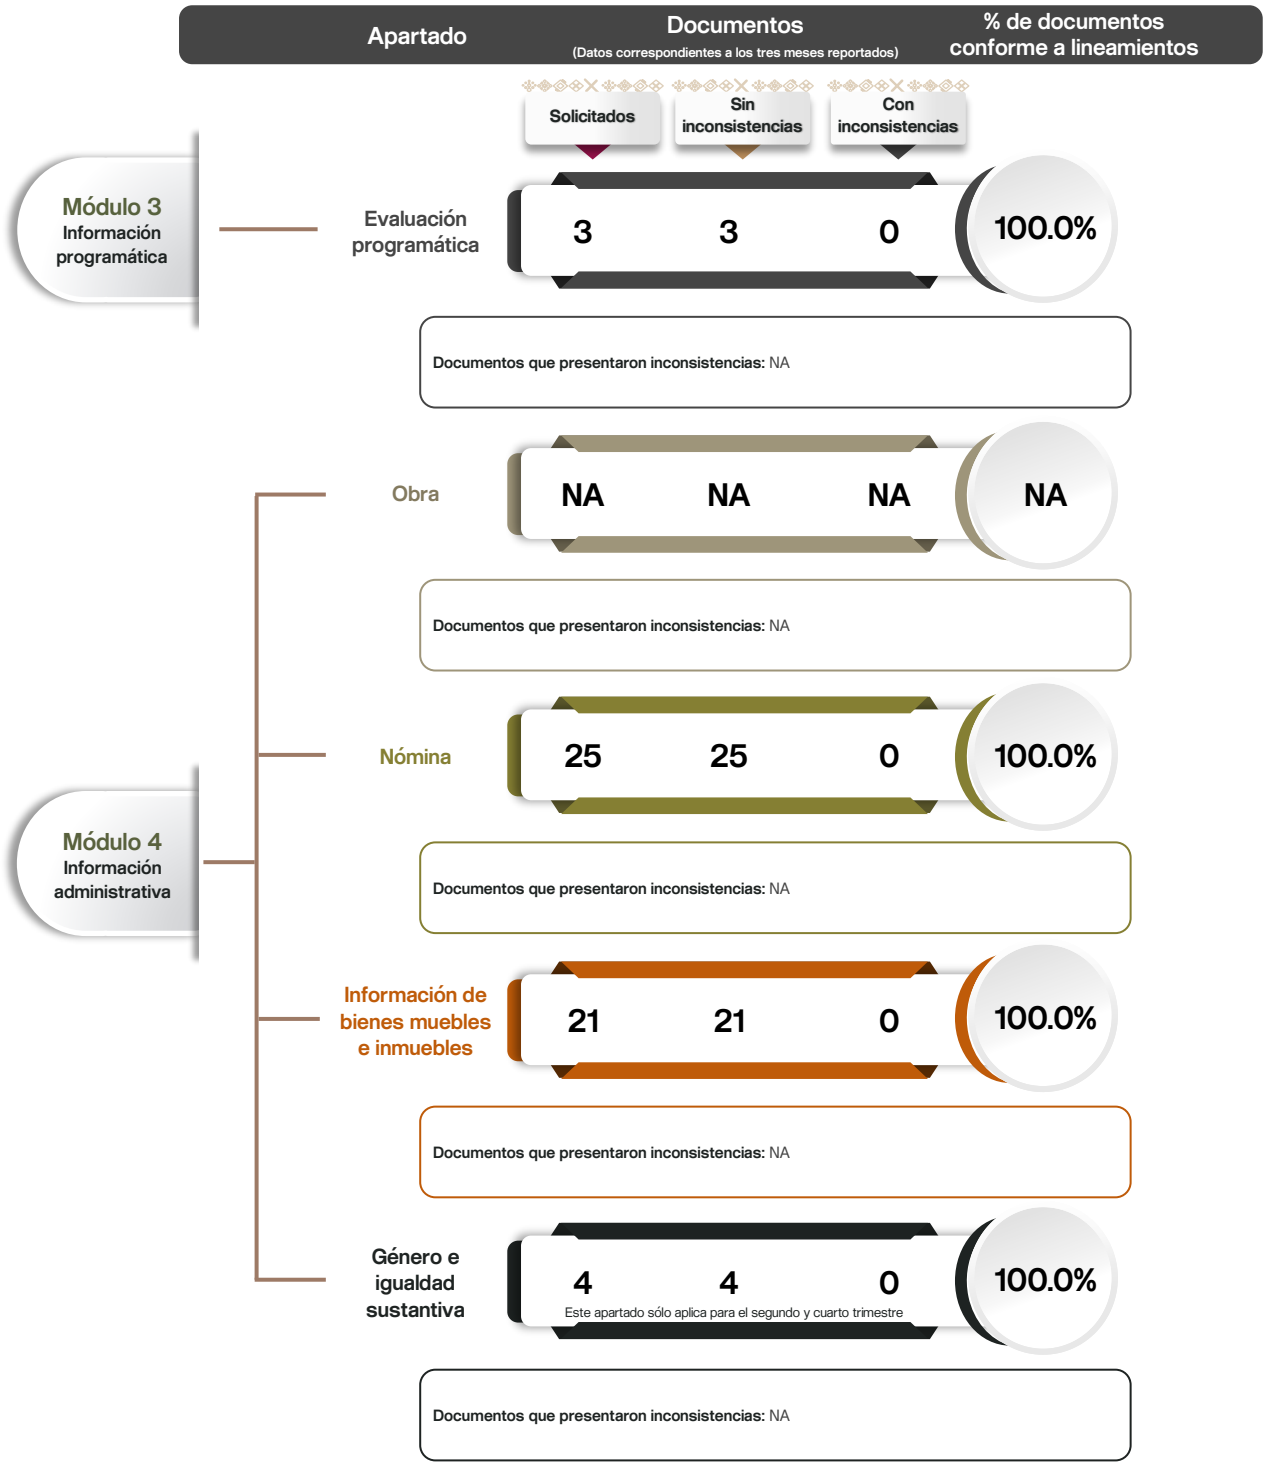 Apartado
Documentos
(Datos correspondientes a los tres meses reportados)
% de documentos
conforme a lineamientos
Solicitados
Sin
inconsistencias
Con
inconsistencias
Módulo 3
Información
programática
Evaluación
programática
3 3 0 100.0%
Documentos que presentaron inconsistencias: NA
Obra
NA NA NA NA
Documentos que presentaron inconsistencias: NA
Nómina
25 25 0 100.0%
Documentos que presentaron inconsistencias: NA
Módulo 4
Información
administrativa
Información de
bienes muebles
e inmuebles
21 21 0 100.0%
Documentos que presentaron inconsistencias: NA
Género e
igualdad
sustantiva
4 4 0 100.0%
Este apartado sólo aplica para el segundo y cuarto trimestre
Documentos que presentaron inconsistencias: NA